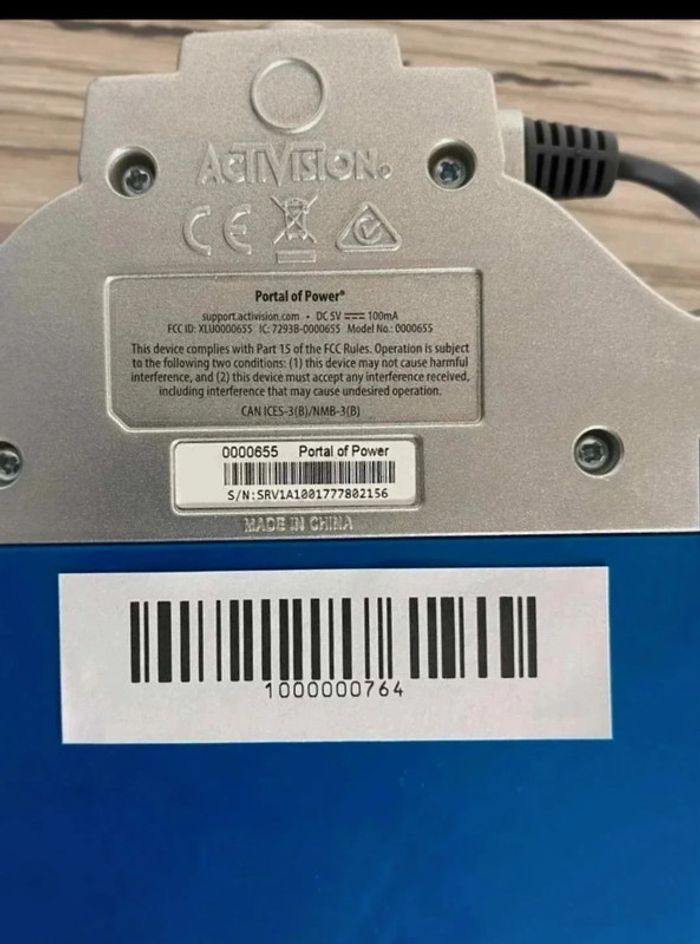 ACTIVISION®
CE
Portal of Power®
support.activision.com • DC 5V ⎓ 100mA
FCC ID: XLU0000655 IC: 7293B-0000655 Model No.: 0000655
This device complies with Part 15 of the FCC Rules. Operation is subject
to the following two conditions: (1) this device may not cause harmful
interference, and (2) this device must accept any interference received,
including interference that may cause undesired operation.
CAN ICES-3(B)/NMB-3(B)
0000655 Portal of Power
S/N:SRV1A1001777802156
MADE IN CHINA
1000000764